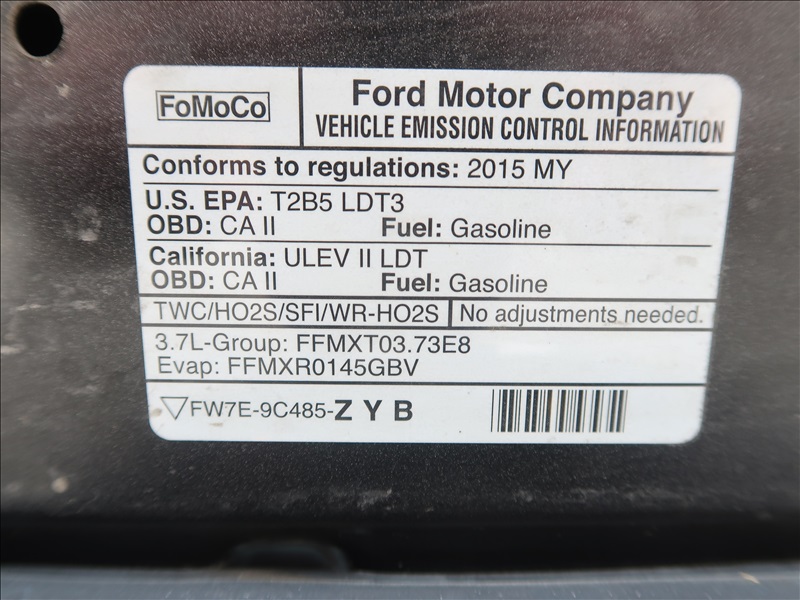 FoMoCo
Ford Motor Company
VEHICLE EMISSION CONTROL INFORMATION
Conforms to regulations: 2015 MY
U.S. EPA: T2B5 LDT3
OBD: CA II Fuel: Gasoline
California: ULEV II LDT
OBD: CA II Fuel: Gasoline
TWC/HO2S/SFI/WR-HO2S No adjustments needed.
3.7L-Group: FFMXT03.73E8
Evap: FFMXR0145GBV
▽FW7E-9C485-Z Y B